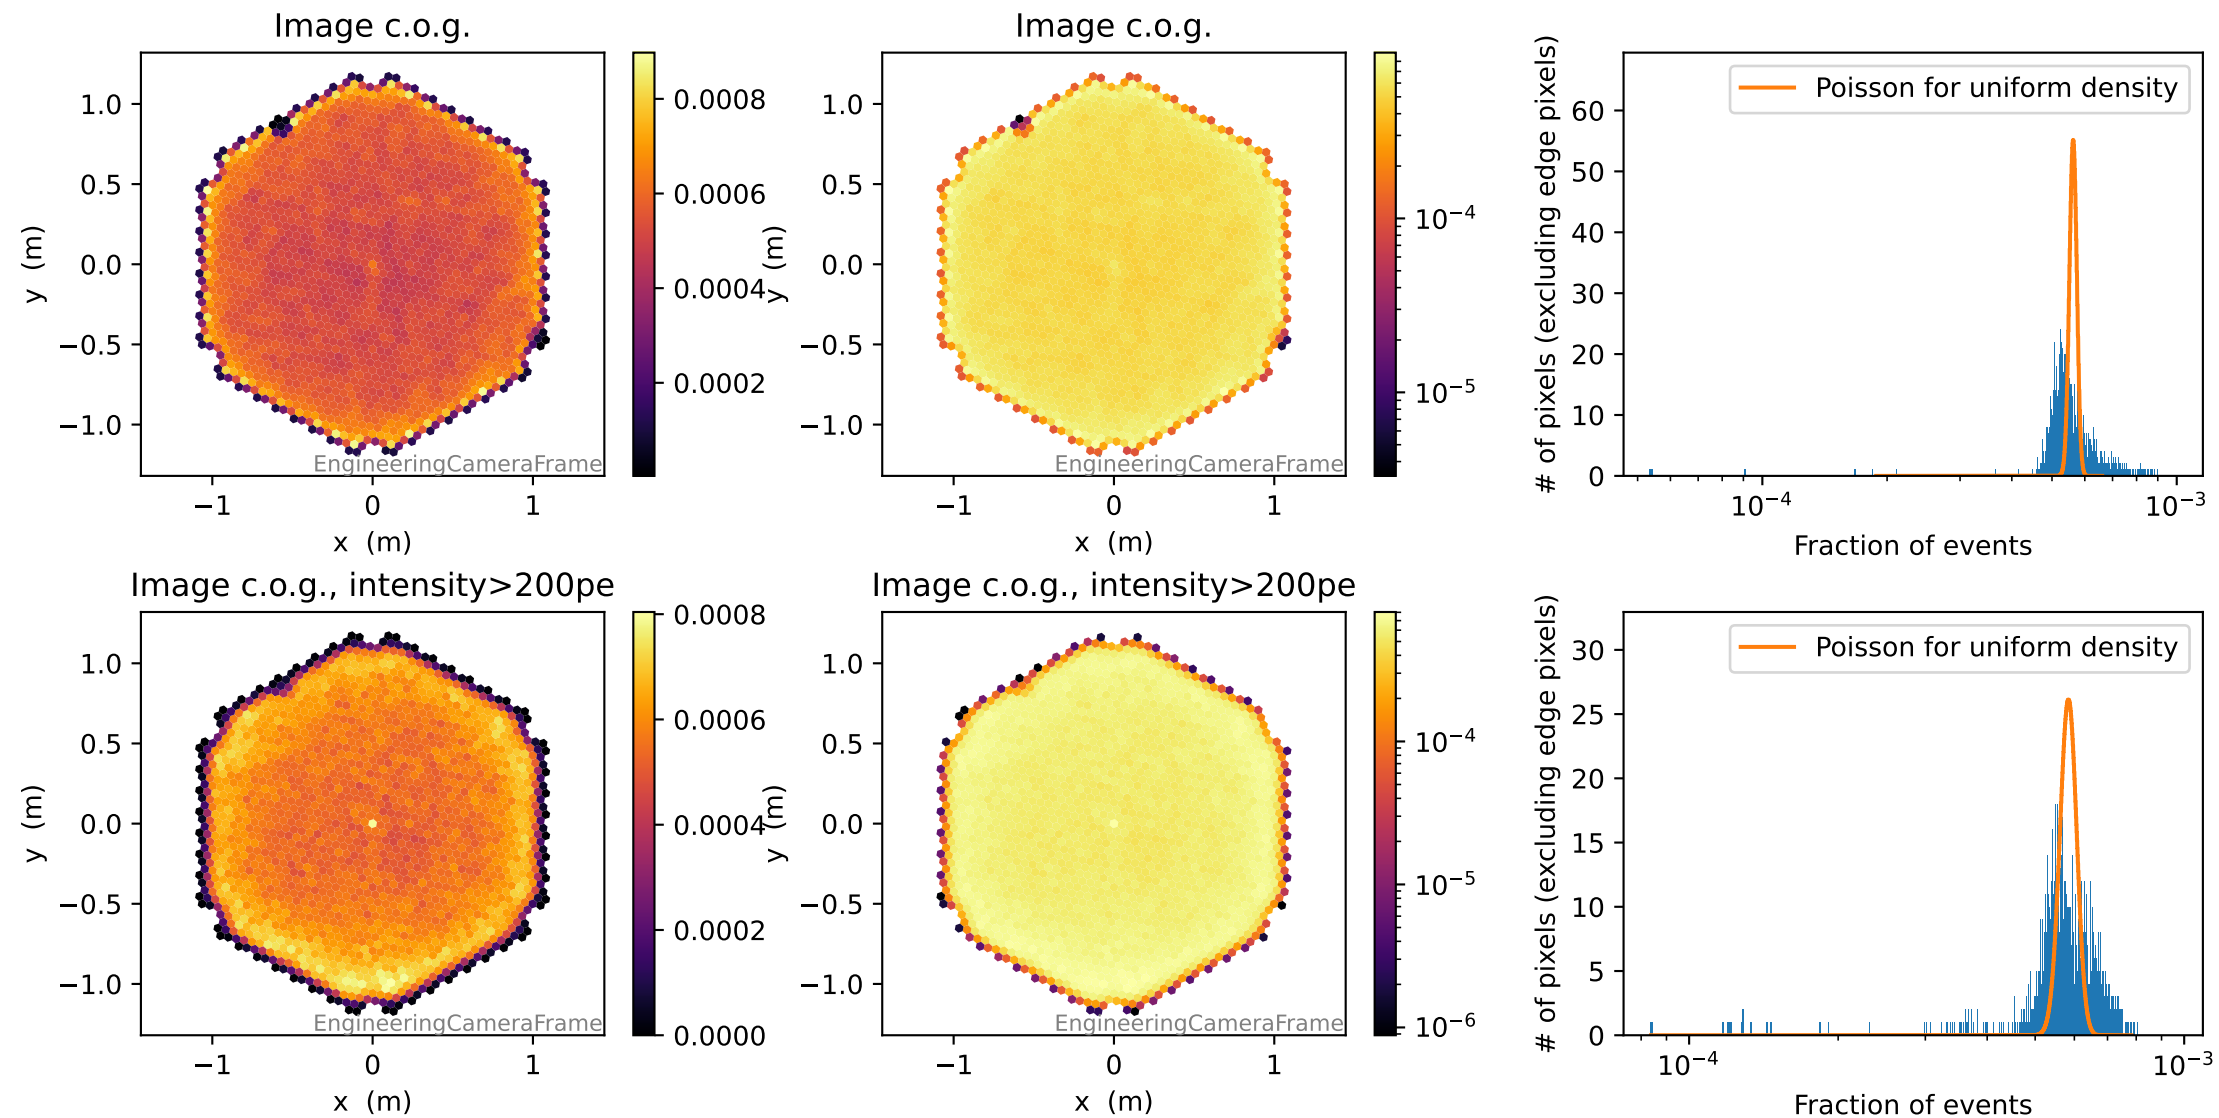 Image c.o.g.
1.0
0.5
0.0
−0.5
−1.0
y (m)
−1
0
1
x (m)
EngineeringCameraFrame
0.0008
0.0006
0.0004
0.0002
Image c.o.g.
1.0
0.5
0.0
−0.5
−1.0
y (m)
−1
0
1
x (m)
EngineeringCameraFrame
10⁻⁴
10⁻⁵
Poisson for uniform density
# of pixels (excluding edge pixels)
60
50
40
30
20
10
0
10⁻⁴
10⁻³
Fraction of events
Image c.o.g., intensity>200pe
1.0
0.5
0.0
−0.5
−1.0
y (m)
−1
0
1
x (m)
EngineeringCameraFrame
0.0008
0.0006
0.0004
0.0002
0.0000
Image c.o.g., intensity>200pe
1.0
0.5
0.0
−0.5
−1.0
y (m)
−1
0
1
x (m)
EngineeringCameraFrame
10⁻⁴
10⁻⁵
10⁻⁶
Poisson for uniform density
# of pixels (excluding edge pixels)
30
25
20
15
10
5
0
10⁻⁴
10⁻³
Fraction of events